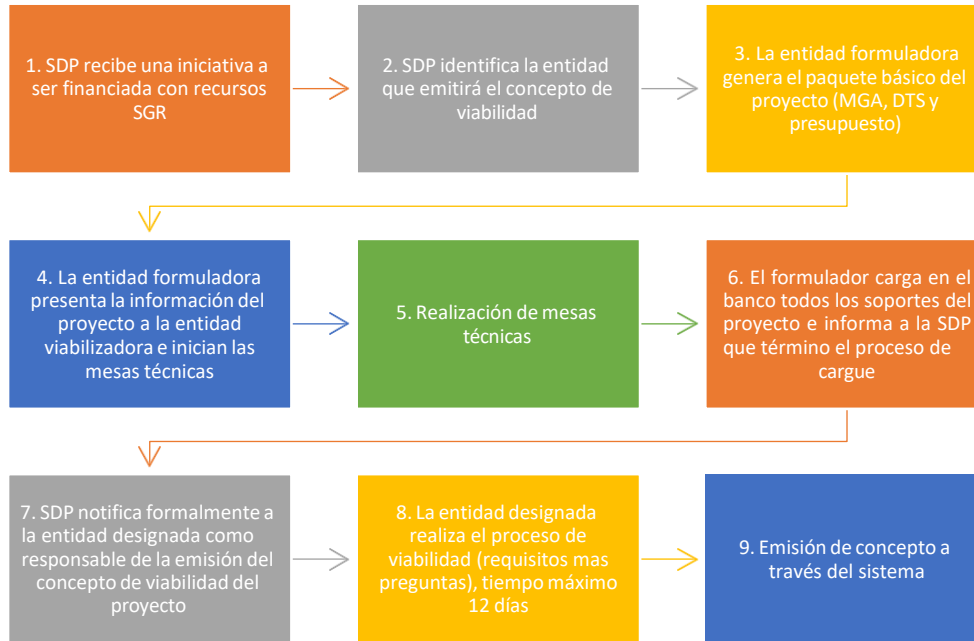 1. SDP recibe una iniciativa a
ser financiada con recursos
SGR
2. SDP identifica la entidad
que emitirá el concepto de
viabilidad
3. La entidad formuladora
genera el paquete básico del
proyecto (MGA, DTS y
presupuesto)
4. La entidad formuladora
presenta la información del
proyecto a la entidad
viabilizadora e inician las
mesas técnicas
5. Realización de mesas
técnicas
6. El formulador carga en el
banco todos los soportes del
proyecto e informa a la SDP
que término el proceso de
cargue
7. SDP notifica formalmente a
la entidad designada como
responsable de la emisión del
concepto de viabilidad del
proyecto
8. La entidad designada
realiza el proceso de
viabilidad (requisitos mas
preguntas), tiempo máximo
12 días
9. Emisión de concepto a
través del sistema